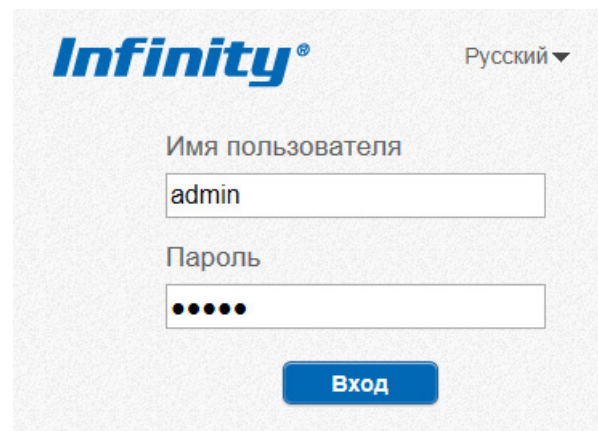 Infinity®
Русский
Имя пользователя
admin
Пароль
•••••
Вход